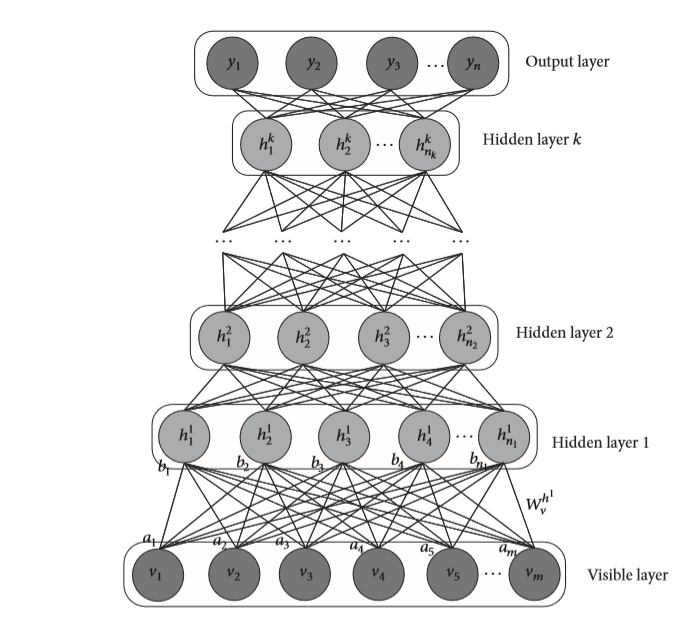 y₁ y₂ y₃ … yₙ Output layer
h₁ᵏ h₂ᵏ … hₙₖᵏ Hidden layer k
… … … … …
h₁² h₂² h₃² … hₙ₂² Hidden layer 2
h₁¹ h₂¹ h₃¹ h₄¹ … hₙ₁¹ Hidden layer 1
b₁ b₂ b₃ b₄ bₙ₁
Wᵥʰ¹
a₁ a₂ a₃ a₄ a₅ aₘ
v₁ v₂ v₃ v₄ v₅ … vₘ Visible layer